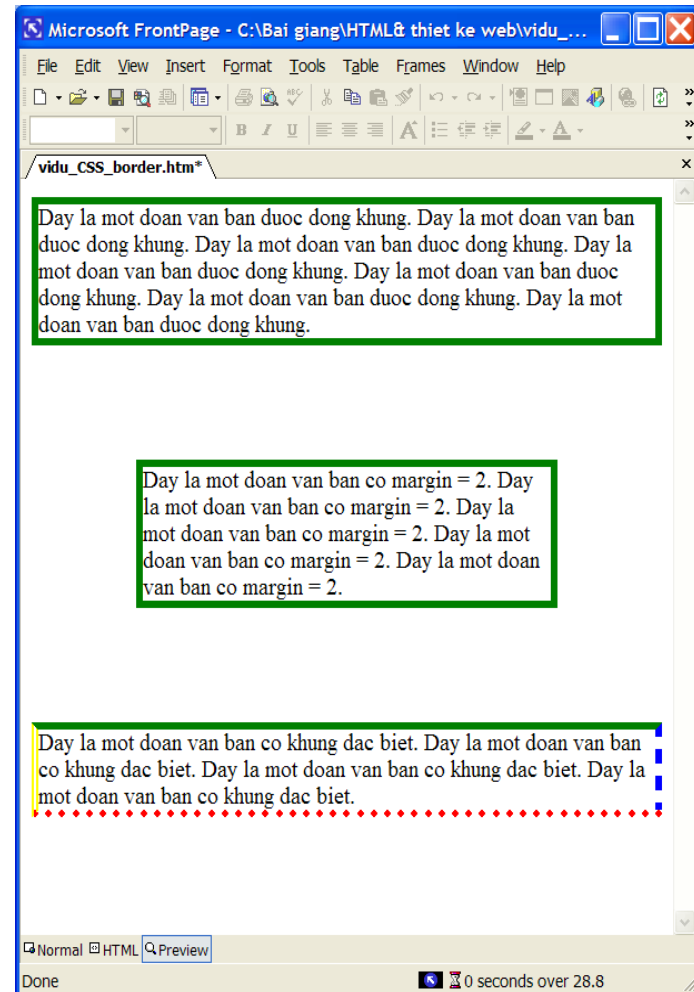 Microsoft FrontPage - C:\Bai giang\HTML& thiet ke web\vidu_...
File Edit View Insert Format Tools Table Frames Window Help
B I U A A
vidu_CSS_border.htm*
Day la mot doan van ban duoc dong khung. Day la mot doan van ban
duoc dong khung. Day la mot doan van ban duoc dong khung. Day la
mot doan van ban duoc dong khung. Day la mot doan van ban duoc
dong khung. Day la mot doan van ban duoc dong khung. Day la mot
doan van ban duoc dong khung.
Day la mot doan van ban co margin = 2. Day
la mot doan van ban co margin = 2. Day la
mot doan van ban co margin = 2. Day la mot
doan van ban co margin = 2. Day la mot doan
van ban co margin = 2.
Day la mot doan van ban co khung dac biet. Day la mot doan van ban
co khung dac biet. Day la mot doan van ban co khung dac biet. Day la
mot doan van ban co khung dac biet.
Normal HTML Preview
Done 0 seconds over 28.8